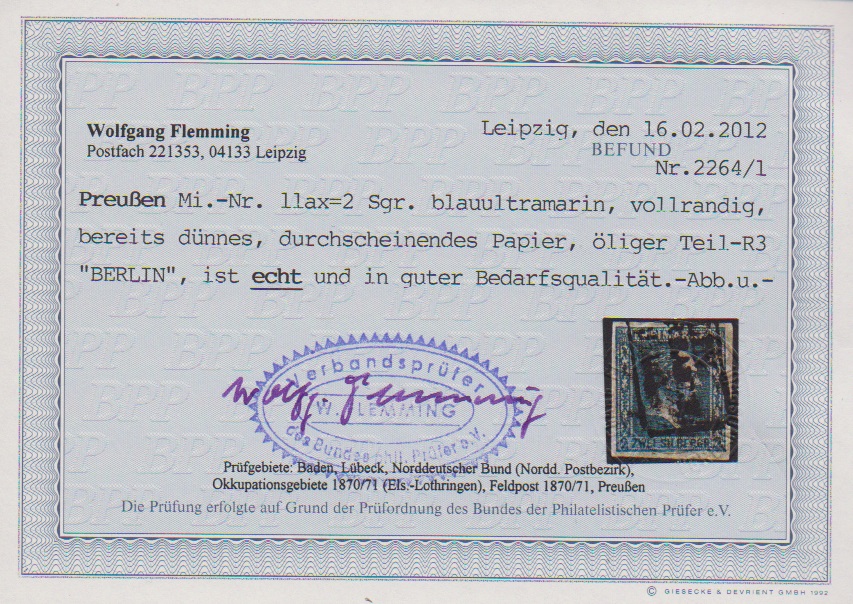 Wolfgang Flemming
Postfach 221353, 04133 Leipzig
Leipzig, den 16.02.2012
BEFUND
Nr.2264/1
Preußen Mi.-Nr. 11ax=2 Sgr. blauultramarin, vollrandig,
bereits dünnes, durchscheinendes Papier, öliger Teil-R3
"BERLIN", ist echt und in guter Bedarfsqualität.-Abb.u.-
Verbandsprüfer
Wolfg. Flemming
W. FLEMMING
des Bundes Phil. Prüfer e.V.
ZWEI SILBERGR.
Prüfgebiete: Baden, Lübeck, Norddeutscher Bund (Nordd. Postbezirk),
Okkupationsgebiete 1870/71 (Els.-Lothringen), Feldpost 1870/71, Preußen
Die Prüfung erfolgte auf Grund der Prüfordnung des Bundes der Philatelistischen Prüfer e.V.
© GIESECKE & DEVRIENT GMBH 1992